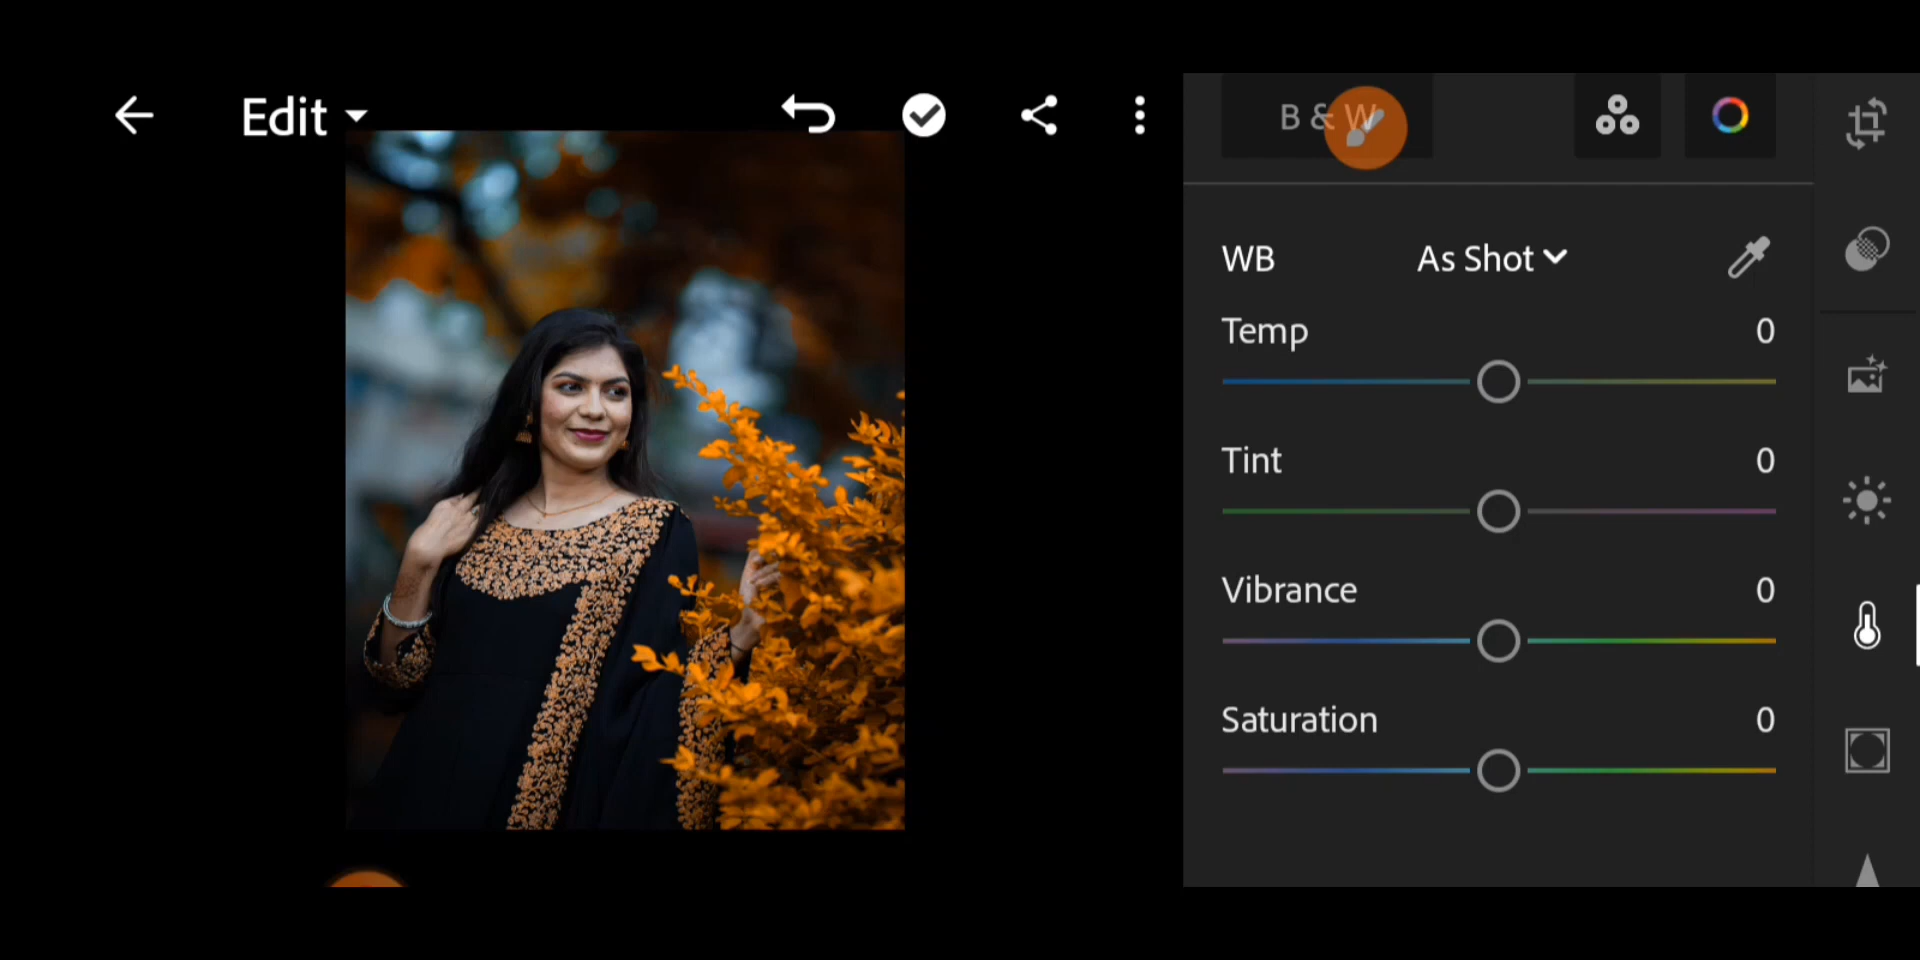 Edit
B & W
WB
As Shot
Temp
0
Tint
0
Vibrance
0
Saturation
0